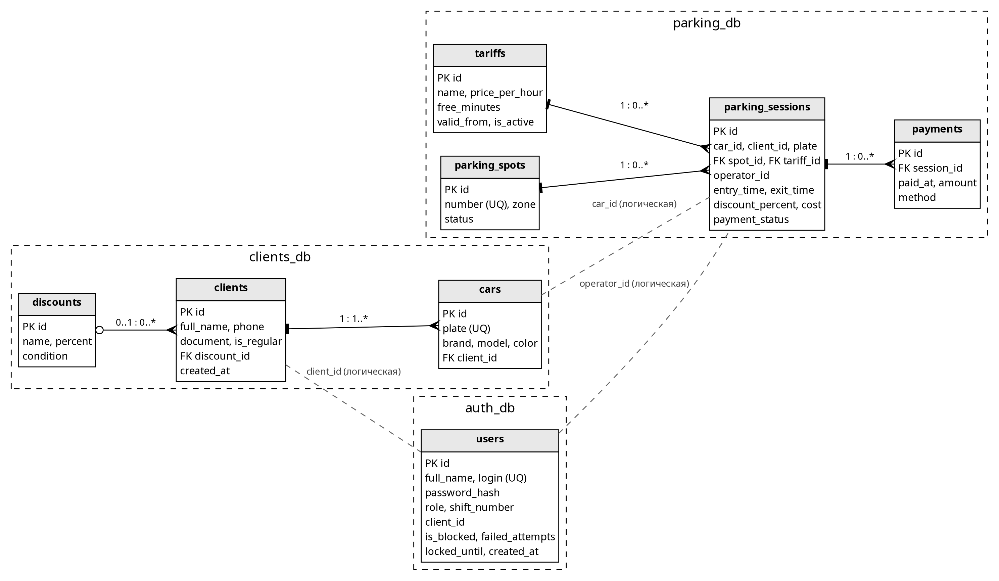 parking_db
tariffs
PK id
name, price_per_hour
free_minutes
valid_from, is_active
1 : 0..*
parking_spots
PK id
number (UQ), zone
status
1 : 0..*
parking_sessions
PK id
car_id, client_id, plate
FK spot_id, FK tariff_id
operator_id
entry_time, exit_time
discount_percent, cost
payment_status
1 : 0..*
payments
PK id
FK session_id
paid_at, amount
method
car_id (логическая)
clients_db
discounts
PK id
name, percent
condition
0..1 : 0..*
clients
PK id
full_name, phone
document, is_regular
FK discount_id
created_at
1 : 1..*
cars
PK id
plate (UQ)
brand, model, color
FK client_id
operator_id (логическая)
client_id (логическая)
auth_db
users
PK id
full_name, login (UQ)
password_hash
role, shift_number
client_id
is_blocked, failed_attempts
locked_until, created_at